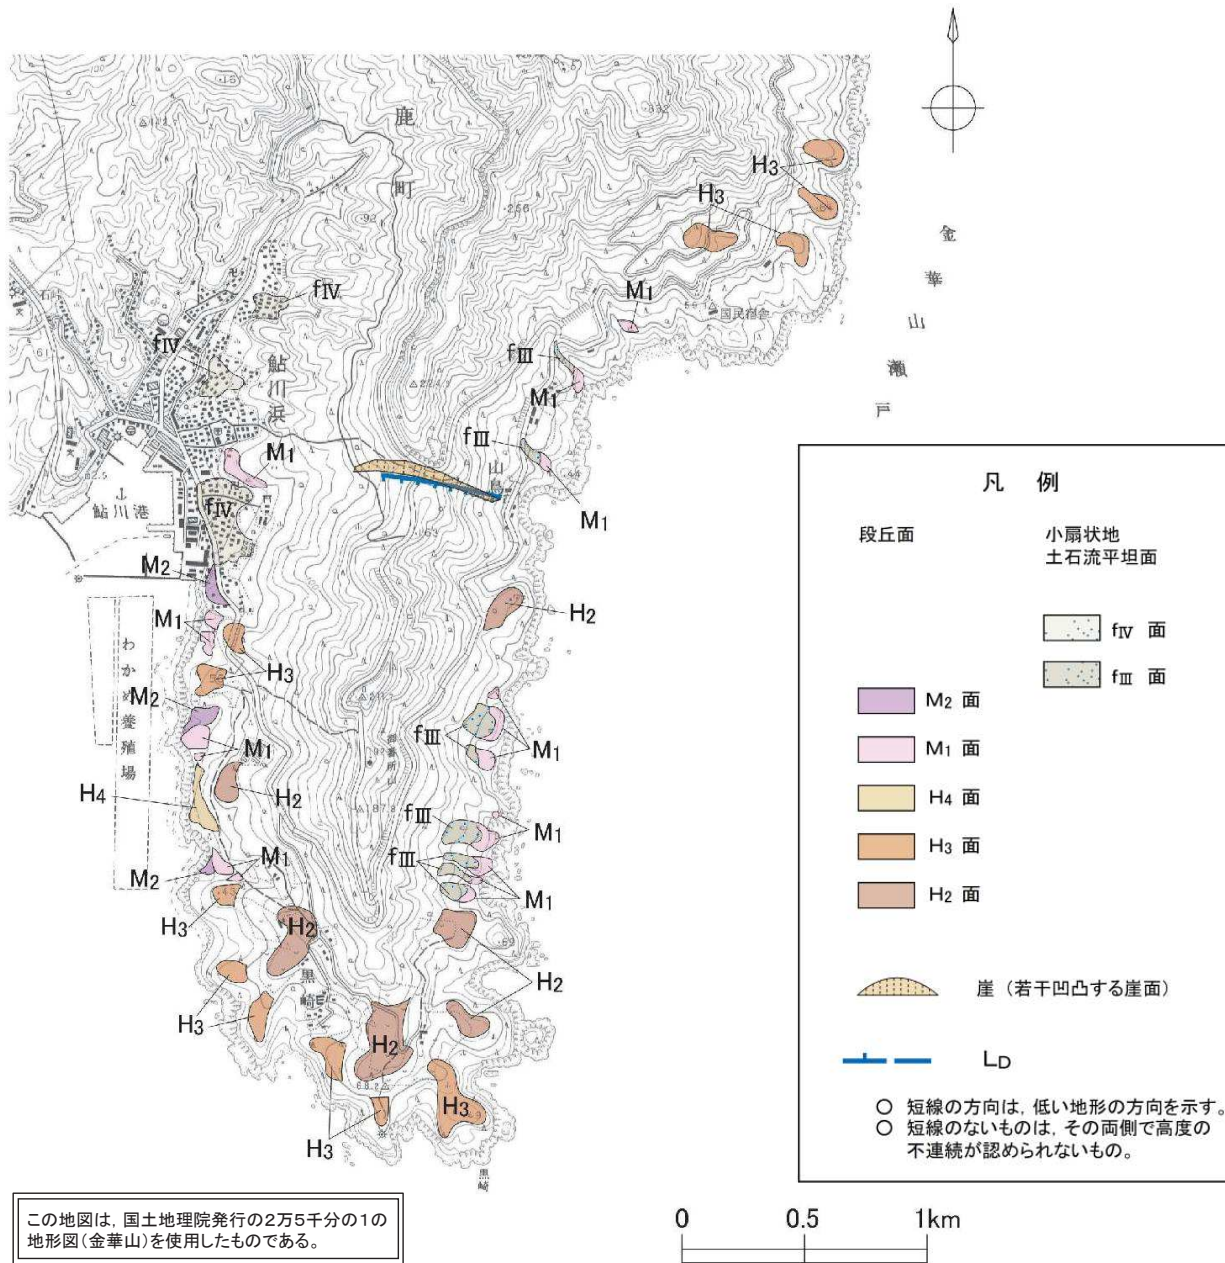 鹿
町
・256
・92
H3
H3
金
華
山
瀬
戸
fⅣ
M1
国民宿舎
fⅣ
鮎
川
浜
fⅢ
M1
fⅢ
M1
山鳥
M1
fⅣ
鮎川港
・163
M2
H2
M1
H3
わかめ養殖場
M2
M1
fⅢ
M1
H4
H2
fⅢ
M1
M1
M2
fⅢ
M1
H3
H2
H2
黒崎
H3
H2
H3
H3
黒崎
凡 例
段丘面
小扇状地
土石流平坦面
fⅣ 面
fⅢ 面
M2 面
M1 面
H4 面
H3 面
H2 面
崖 (若干凹凸する崖面)
LD
○ 短線の方向は, 低い地形の方向を示す。
○ 短線のないものは, その両側で高度の
不連続が認められないもの。
この地図は, 国土地理院発行の2万5千分の1の
地形図(金華山)を使用したものである。
0 0.5 1km